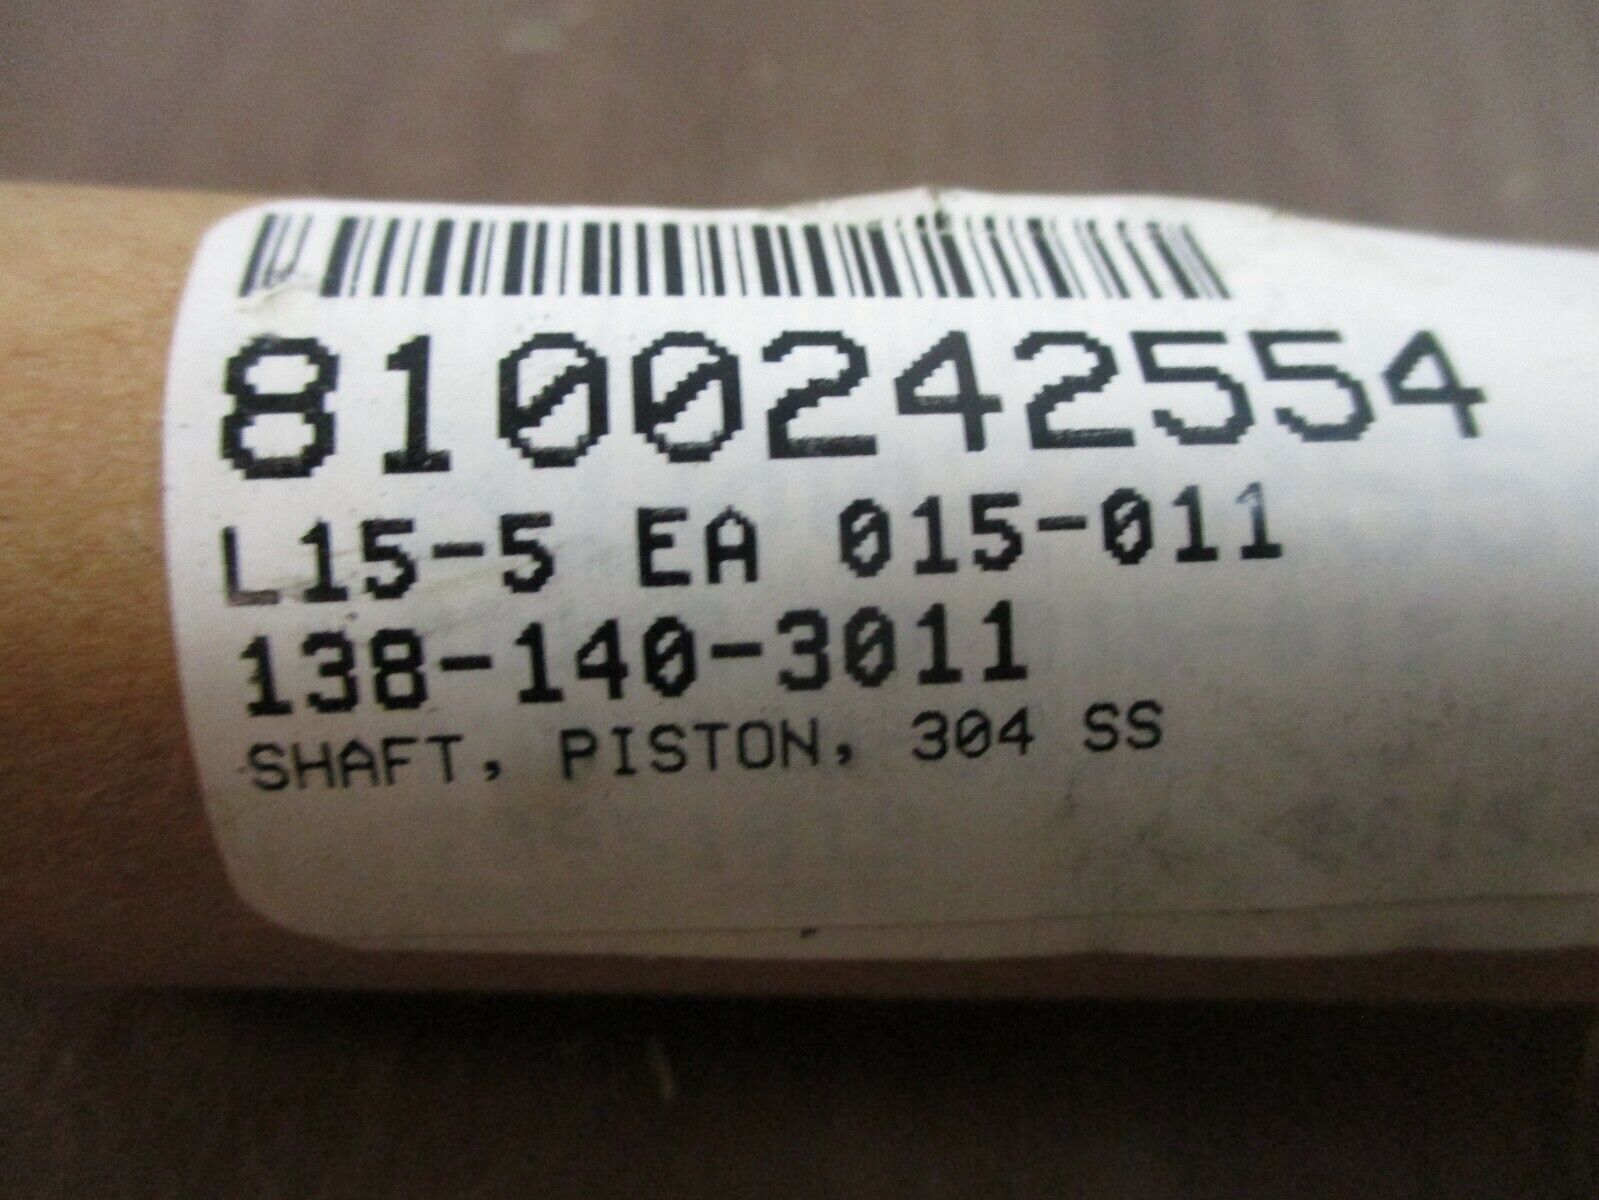 8100242554
L15-5 EA 015-011
138-140-3011
SHAFT, PISTON, 304 SS